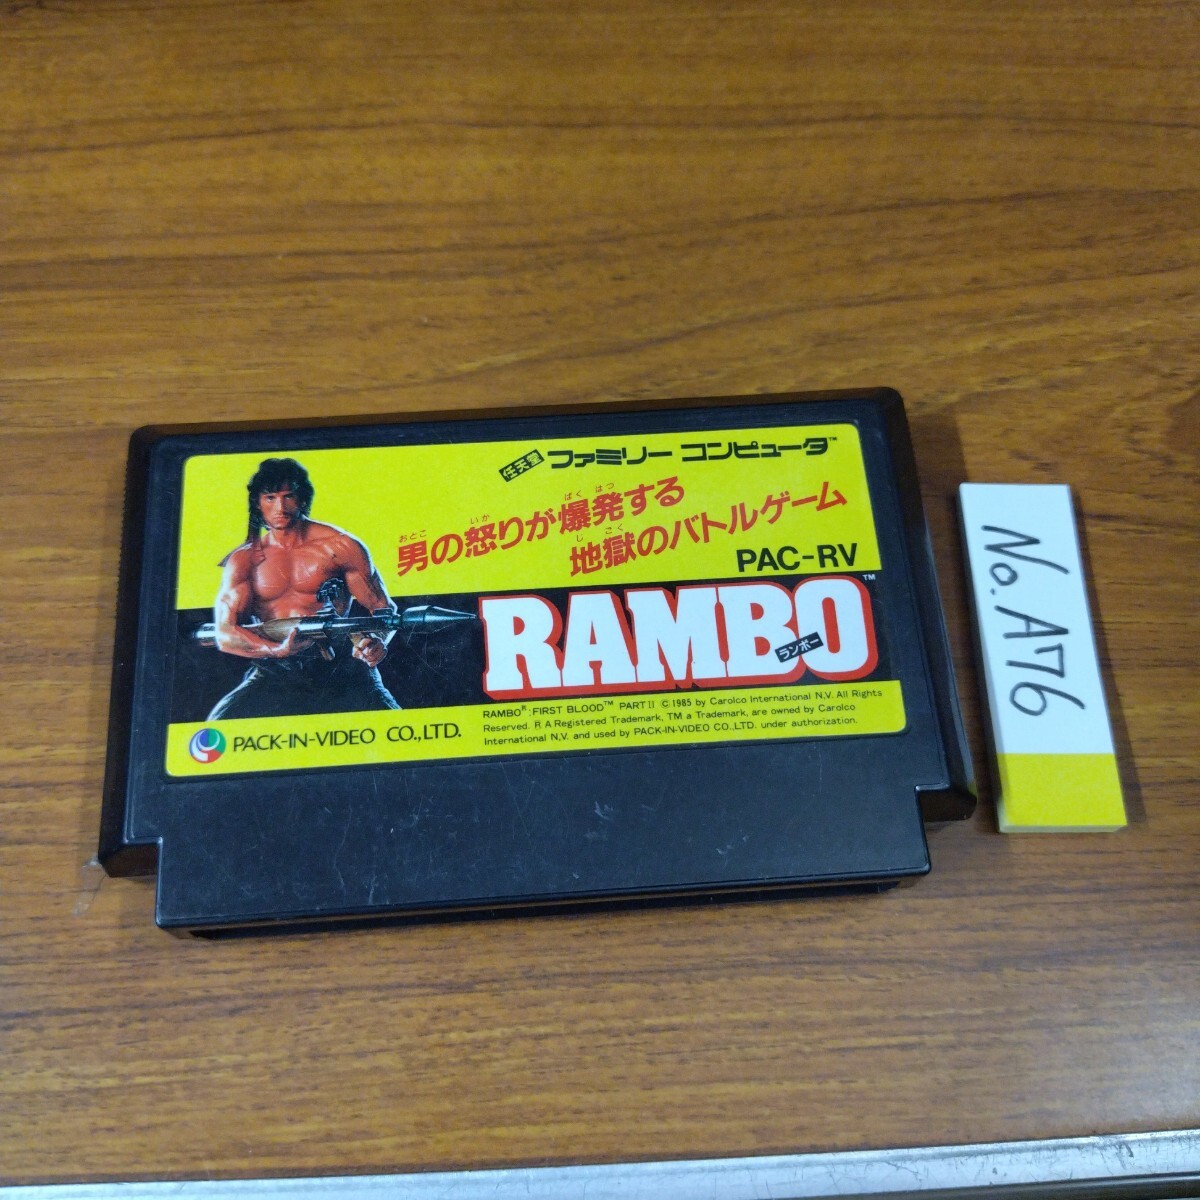 任天堂 ファミリー コンピュータ™
おとこ いか ばく はつ
男の怒りが爆発する
じ ごく
地獄のバトルゲーム
PAC-RV
RAMBO™
ランボー
PACK-IN-VIDEO CO.,LTD.
RAMBO® : FIRST BLOOD™ PART II © 1985 by Carolco International N.V. All Rights
Reserved. R A Registered Trademark, TM a Trademark, are owned by Carolco
International N.V. and used by PACK-IN-VIDEO CO., LTD. under authorization.
No. A76